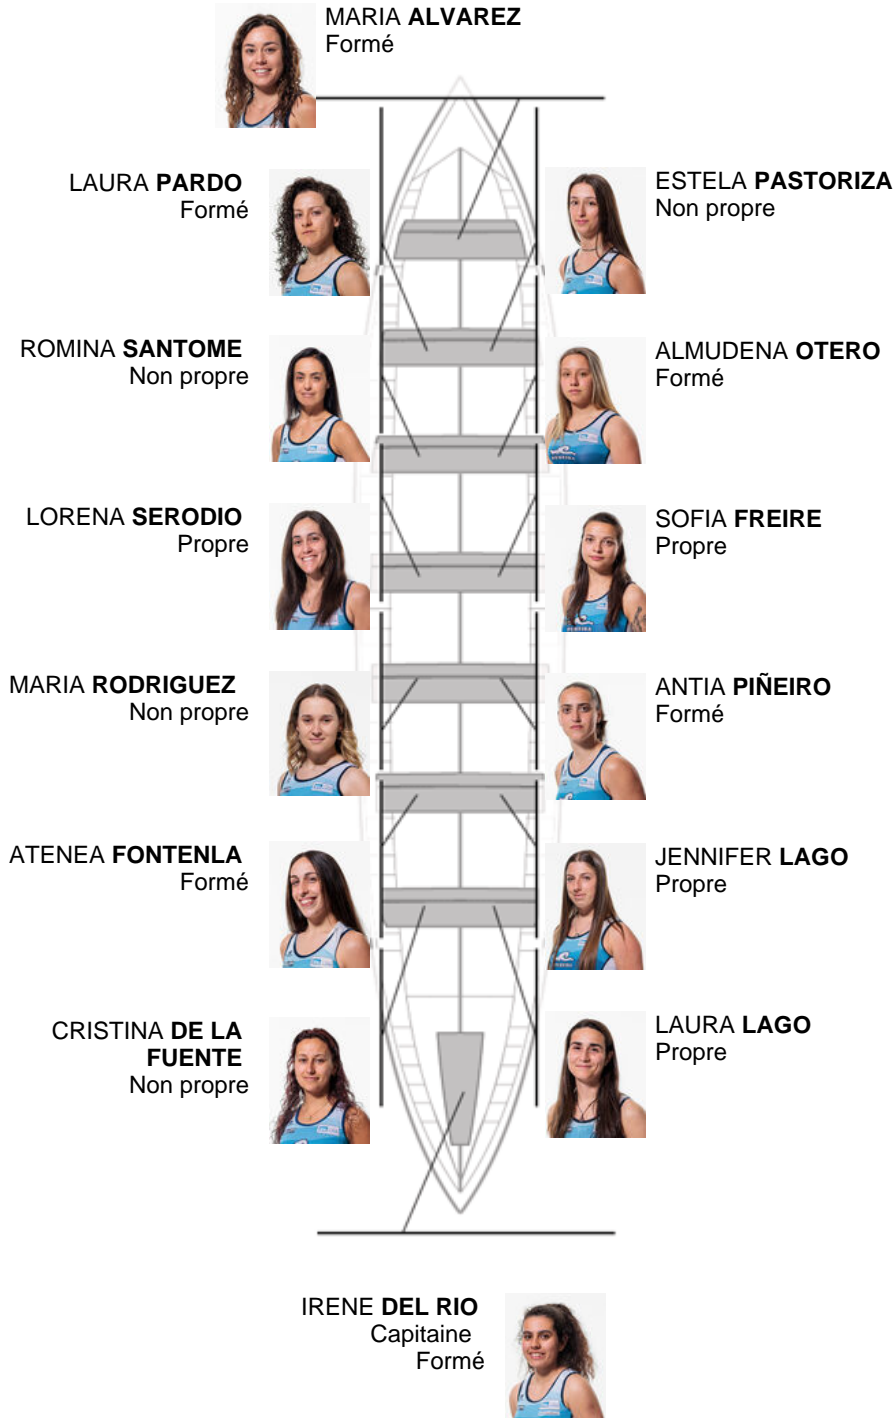 MARIA ALVAREZ
Formé
LAURA PARDO
Formé
ESTELA PASTORIZA
Non propre
ROMINA SANTOME
Non propre
ALMUDENA OTERO
Formé
LORENA SERODIO
Propre
SOFIA FREIRE
Propre
MARIA RODRIGUEZ
Non propre
ANTIA PIÑEIRO
Formé
ATENEA FONTENLA
Formé
JENNIFER LAGO
Propre
CRISTINA DE LA
FUENTE
Non propre
LAURA LAGO
Propre
IRENE DEL RIO
Capitaine
Formé